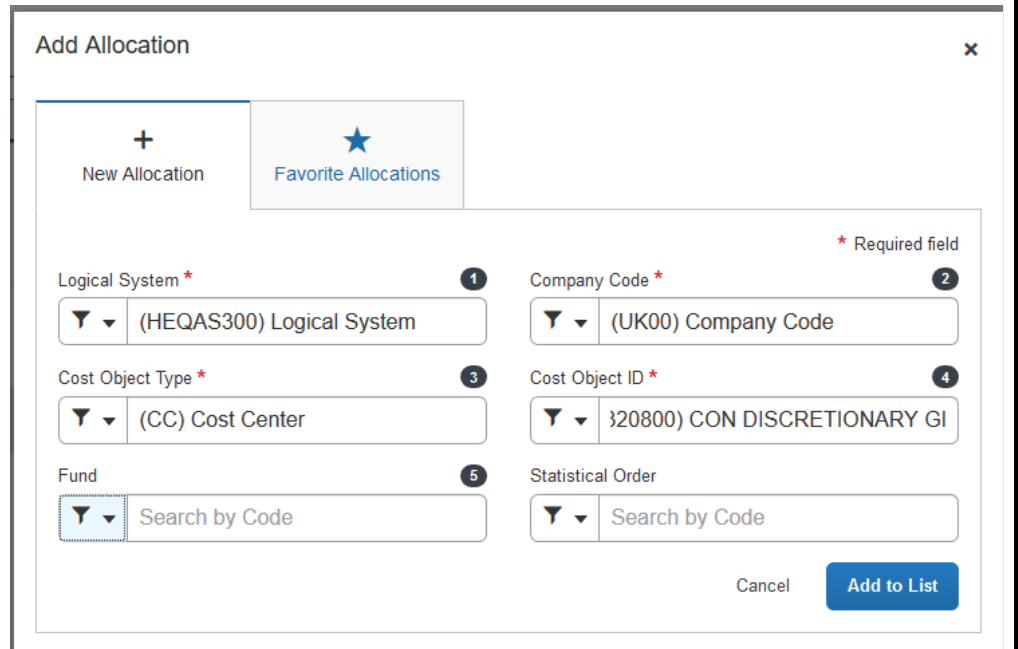 Add Allocation ×
+ ★
New Allocation Favorite Allocations
* Required field
Logical System * 1 Company Code * 2
(HEQAS300) Logical System (UK00) Company Code
Cost Object Type * 3 Cost Object ID * 4
(CC) Cost Center 320800) CON DISCRETIONARY GI
Fund 5 Statistical Order
Search by Code Search by Code
Cancel Add to List